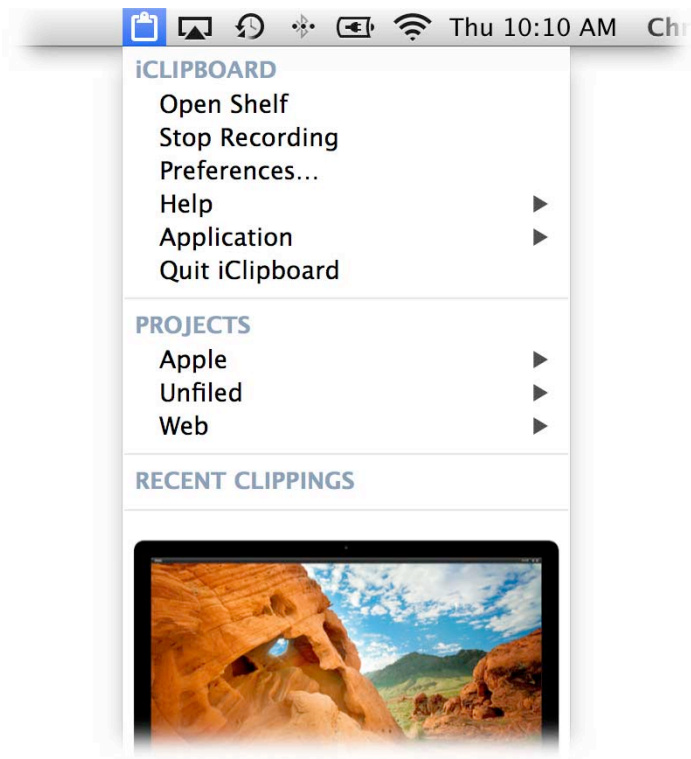 Thu 10:10 AM Chr
iCLIPBOARD
Open Shelf
Stop Recording
Preferences...
Help
Application
Quit iClipboard
PROJECTS
Apple
Unfiled
Web
RECENT CLIPPINGS